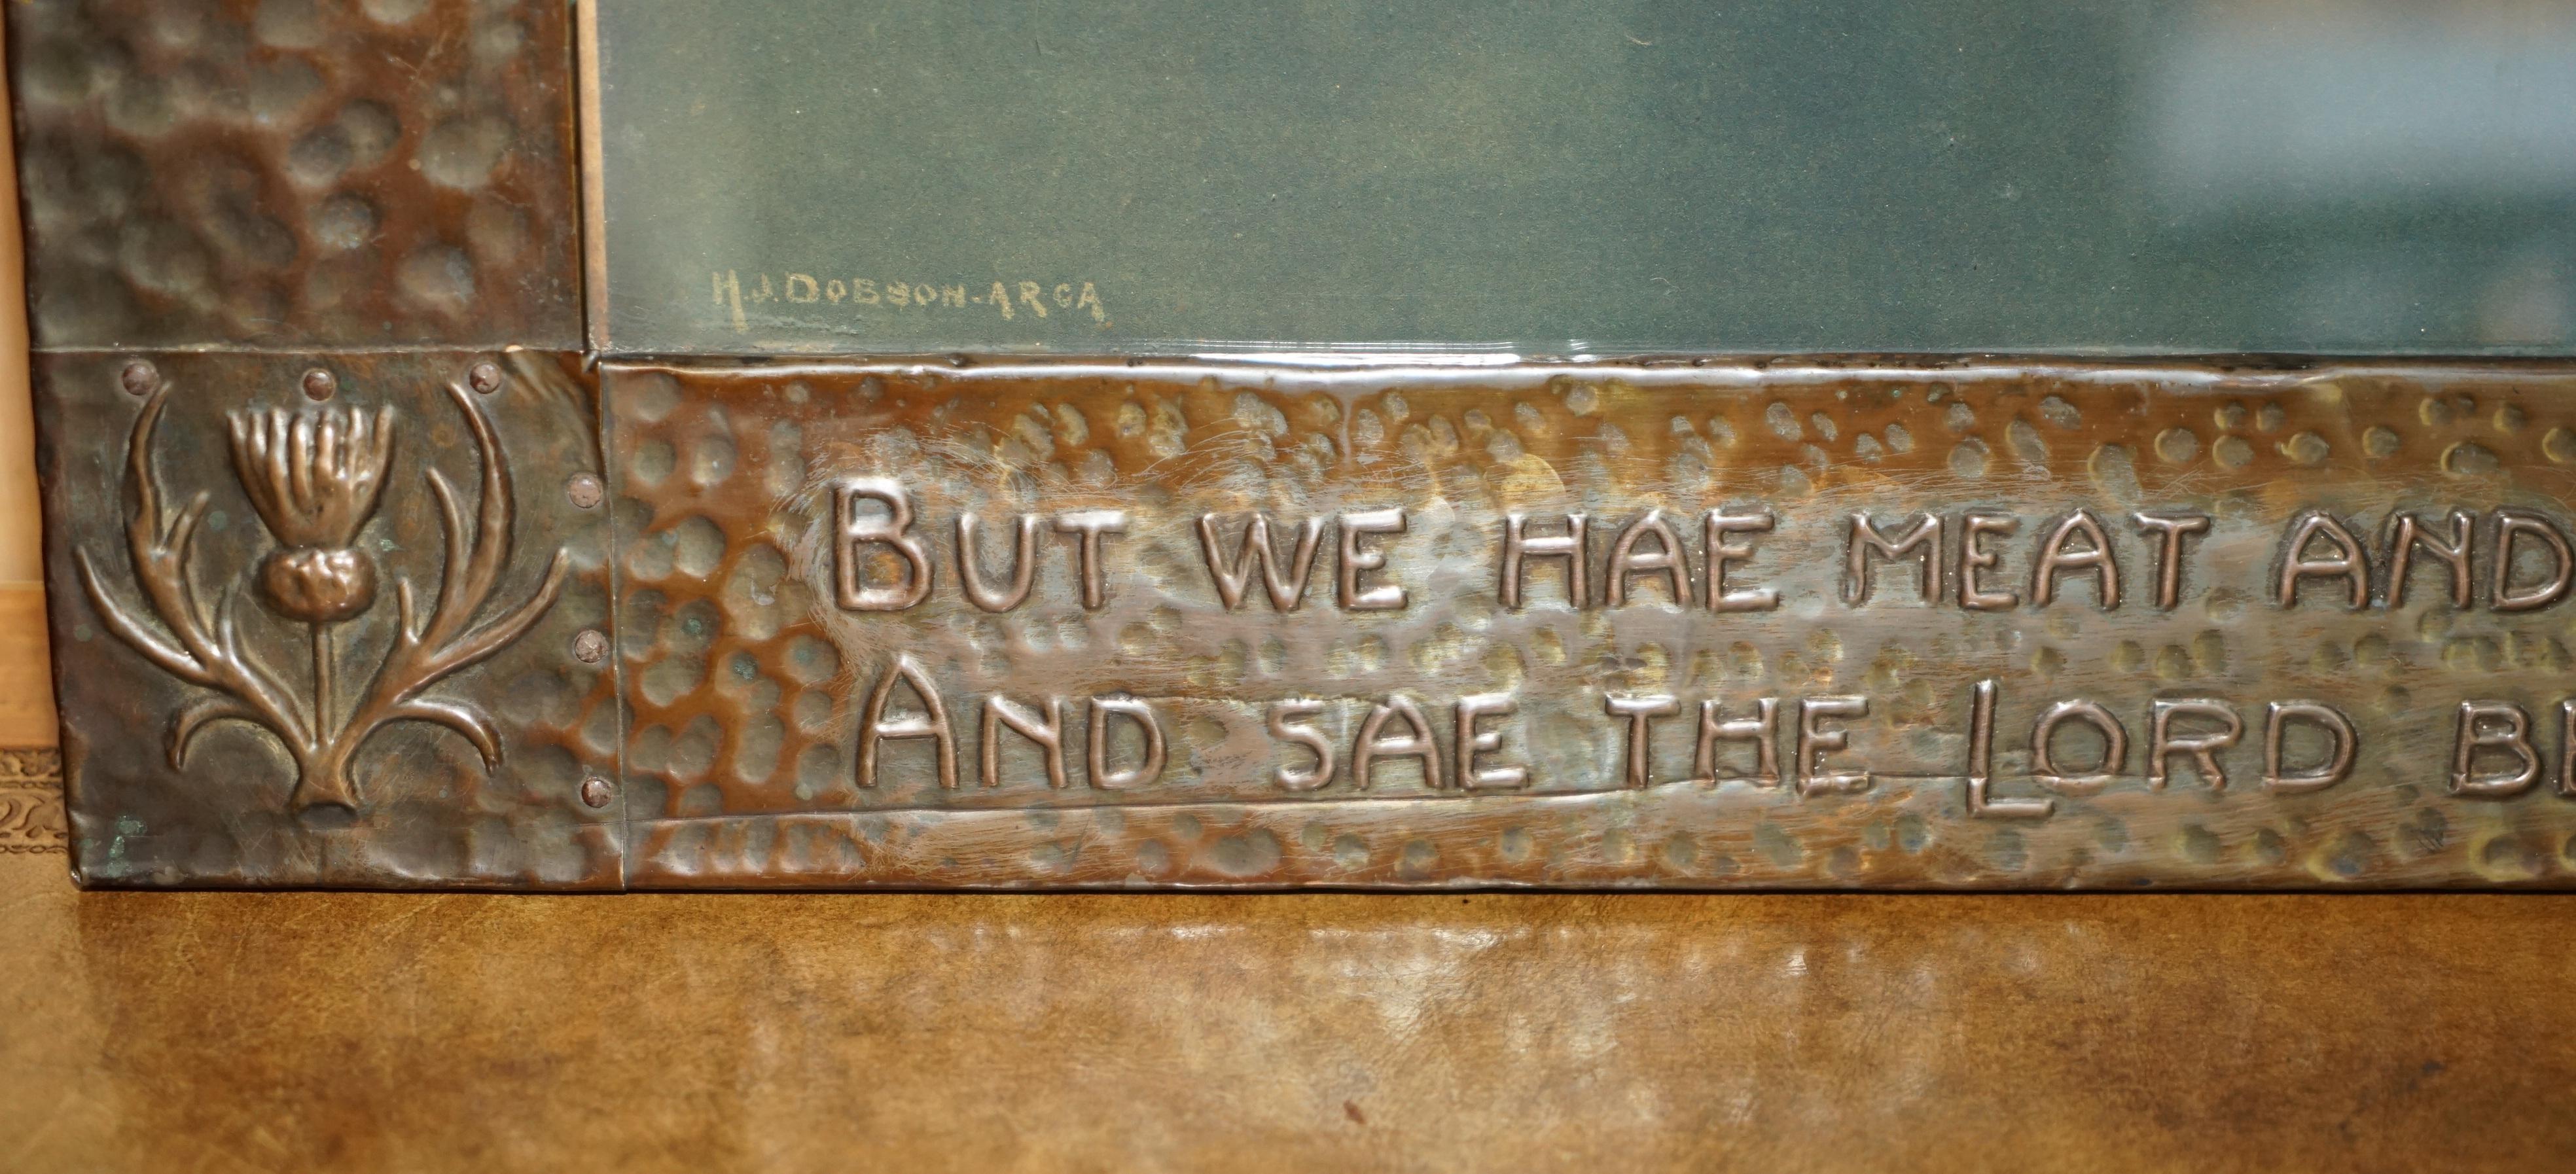 H.J. DOBSON - ARCA
BUT WE HAE MEAT AND
AND SAE THE LORD BE